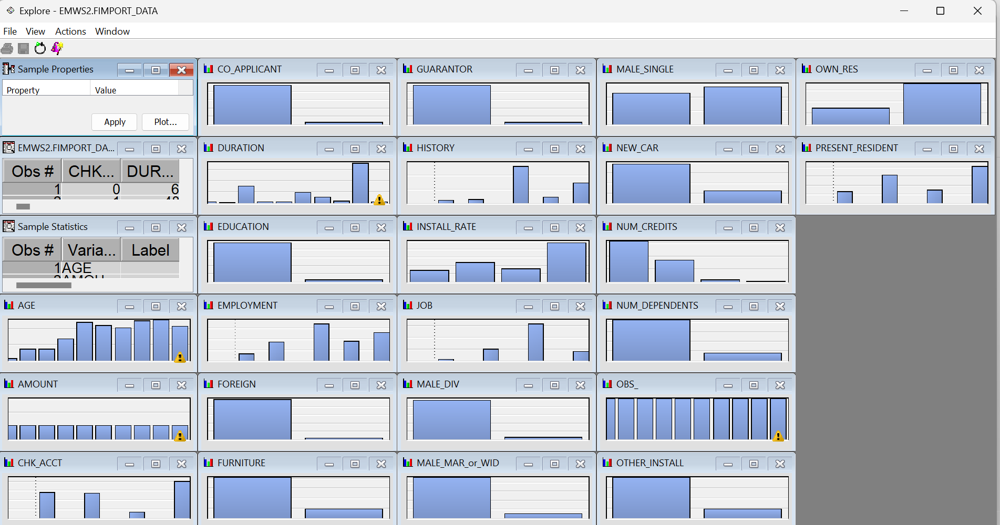 Explore - EMWS2.FIMPORT_DATA
File View Actions Window
Sample Properties
Property Value
Apply Plot...
CO_APPLICANT
GUARANTOR
MALE_SINGLE
OWN_RES
EMWS2.FIMPORT_DA...
Obs # CHK... DUR...
1 0 6
DURATION
HISTORY
NEW_CAR
PRESENT_RESIDENT
Sample Statistics
Obs # Varia... Label
1 AGE
EDUCATION
INSTALL_RATE
NUM_CREDITS
AGE
EMPLOYMENT
JOB
NUM_DEPENDENTS
AMOUNT
FOREIGN
MALE_DIV
OBS_
CHK_ACCT
FURNITURE
MALE_MAR_or_WID
OTHER_INSTALL